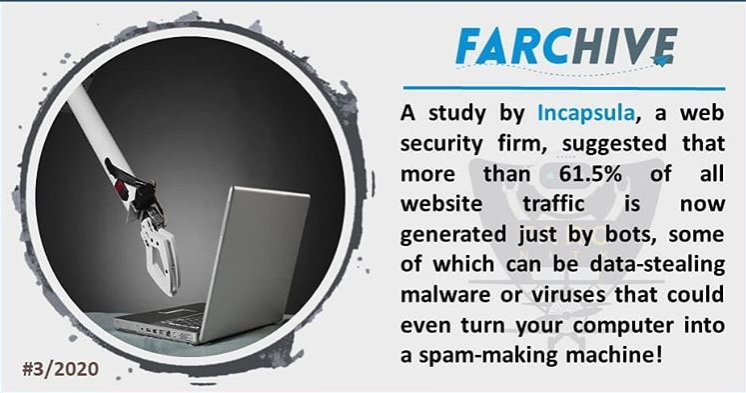 FARCHIVE
A study by Incapsula, a web
security firm, suggested that
more than 61.5% of all
website traffic is now
generated just by bots, some
of which can be data-stealing
malware or viruses that could
even turn your computer into
a spam-making machine!
#3/2020